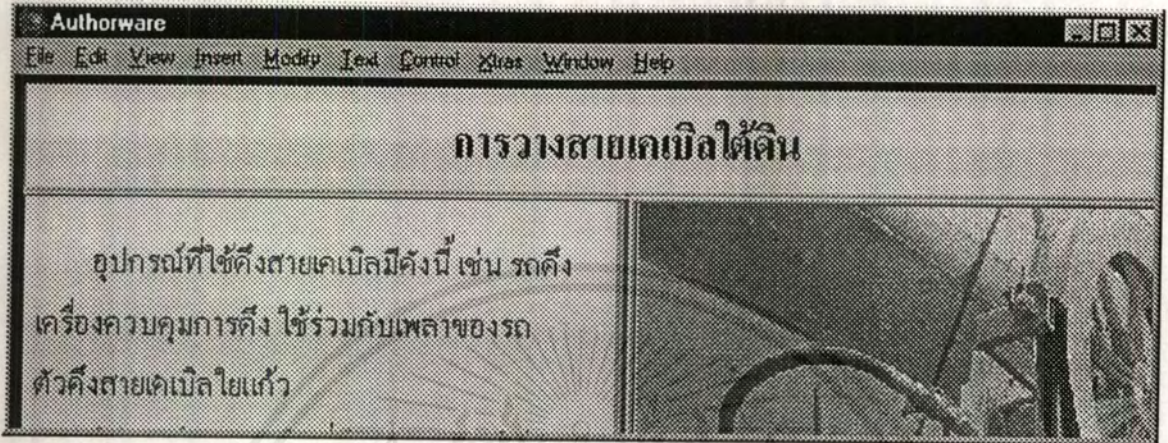 Authorware
File Edit View Insert Modify Text Control Xtras Window Help
การวางสายเคเบิลใต้ดิน
อุปกรณ์ที่ใช้ดึงสายเคเบิลมีดังนี้ เช่น รถดึง
เครื่องควบคุมการดึง ใช้ร่วมกับเพลาของรถ
ตัวดึงสายเคเบิลใยแก้ว